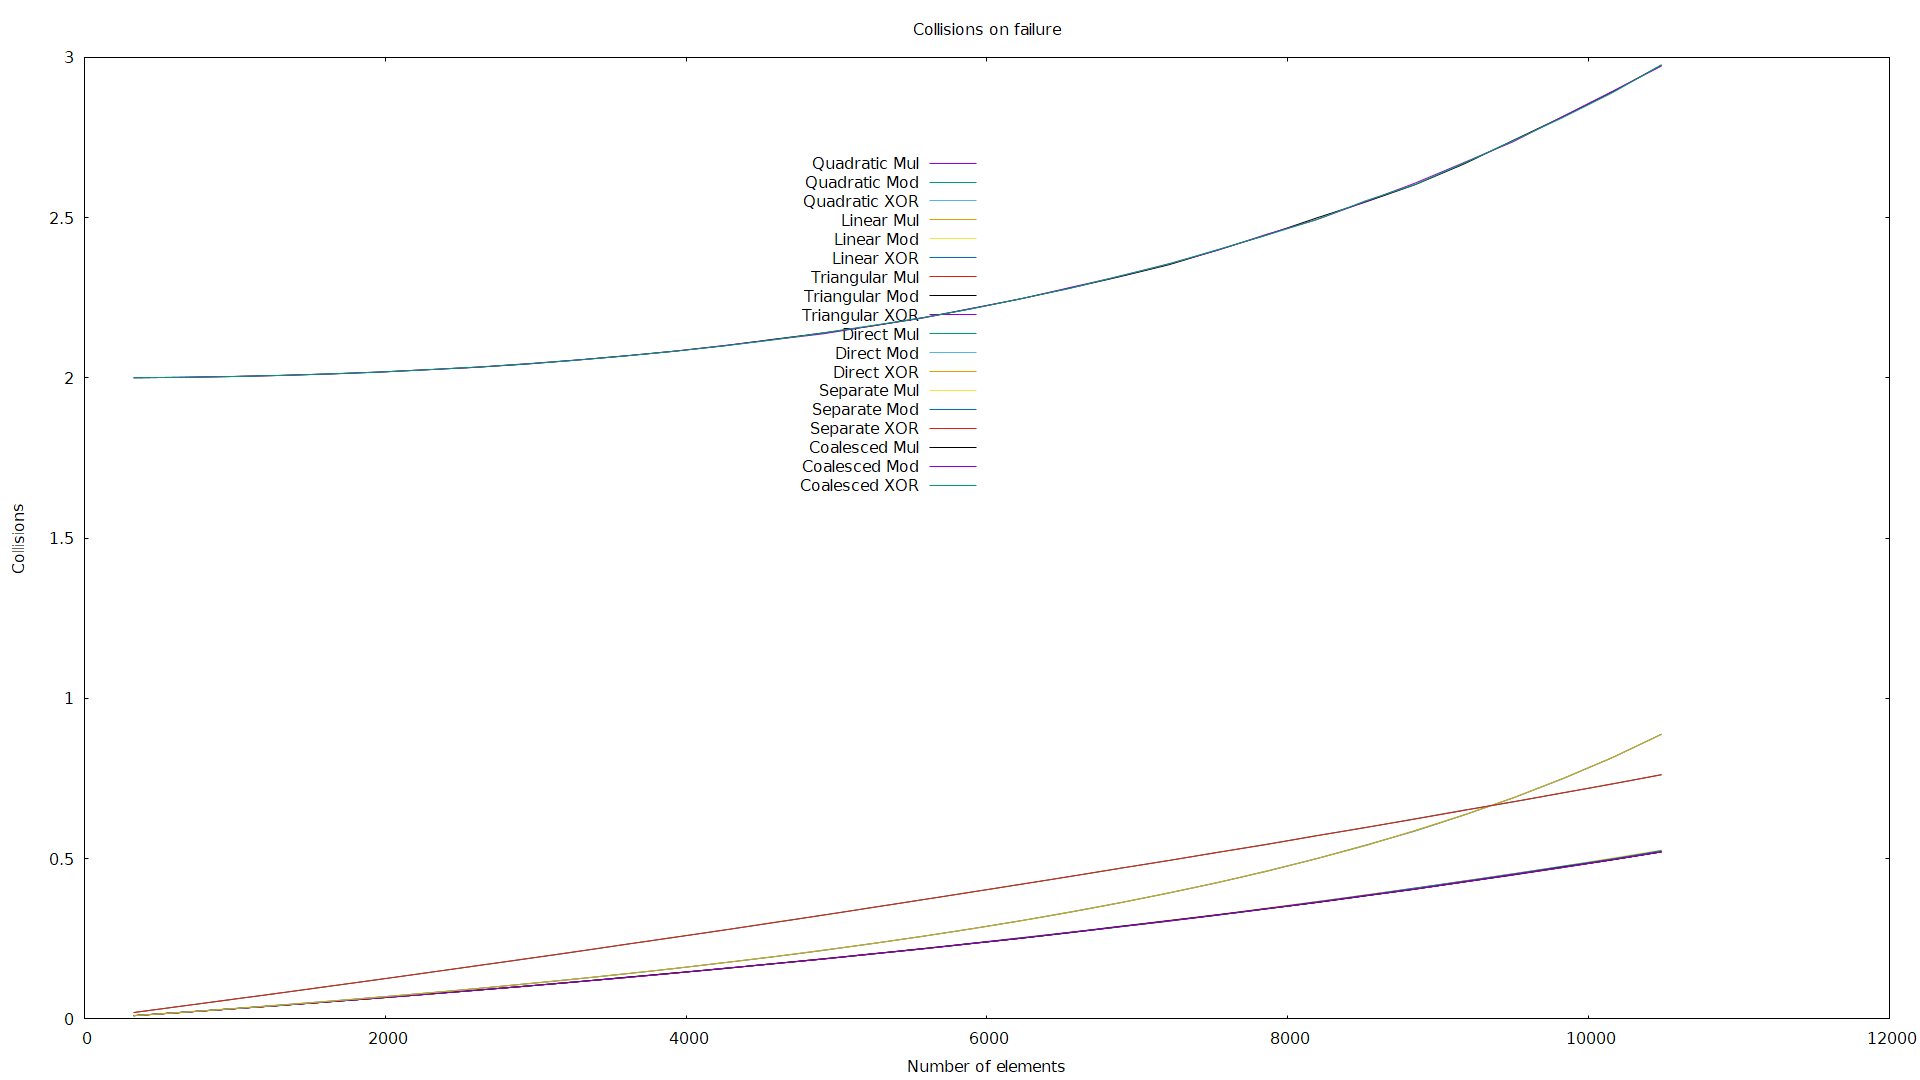 Collisions on failure
3
2.5
2
1.5
1
0.5
0
Collisions
Quadratic Mul
Quadratic Mod
Quadratic XOR
Linear Mul
Linear Mod
Linear XOR
Triangular Mul
Triangular Mod
Triangular XOR
Direct Mul
Direct Mod
Direct XOR
Separate Mul
Separate Mod
Separate XOR
Coalesced Mul
Coalesced Mod
Coalesced XOR
0 2000 4000 6000 8000 10000 12000
Number of elements